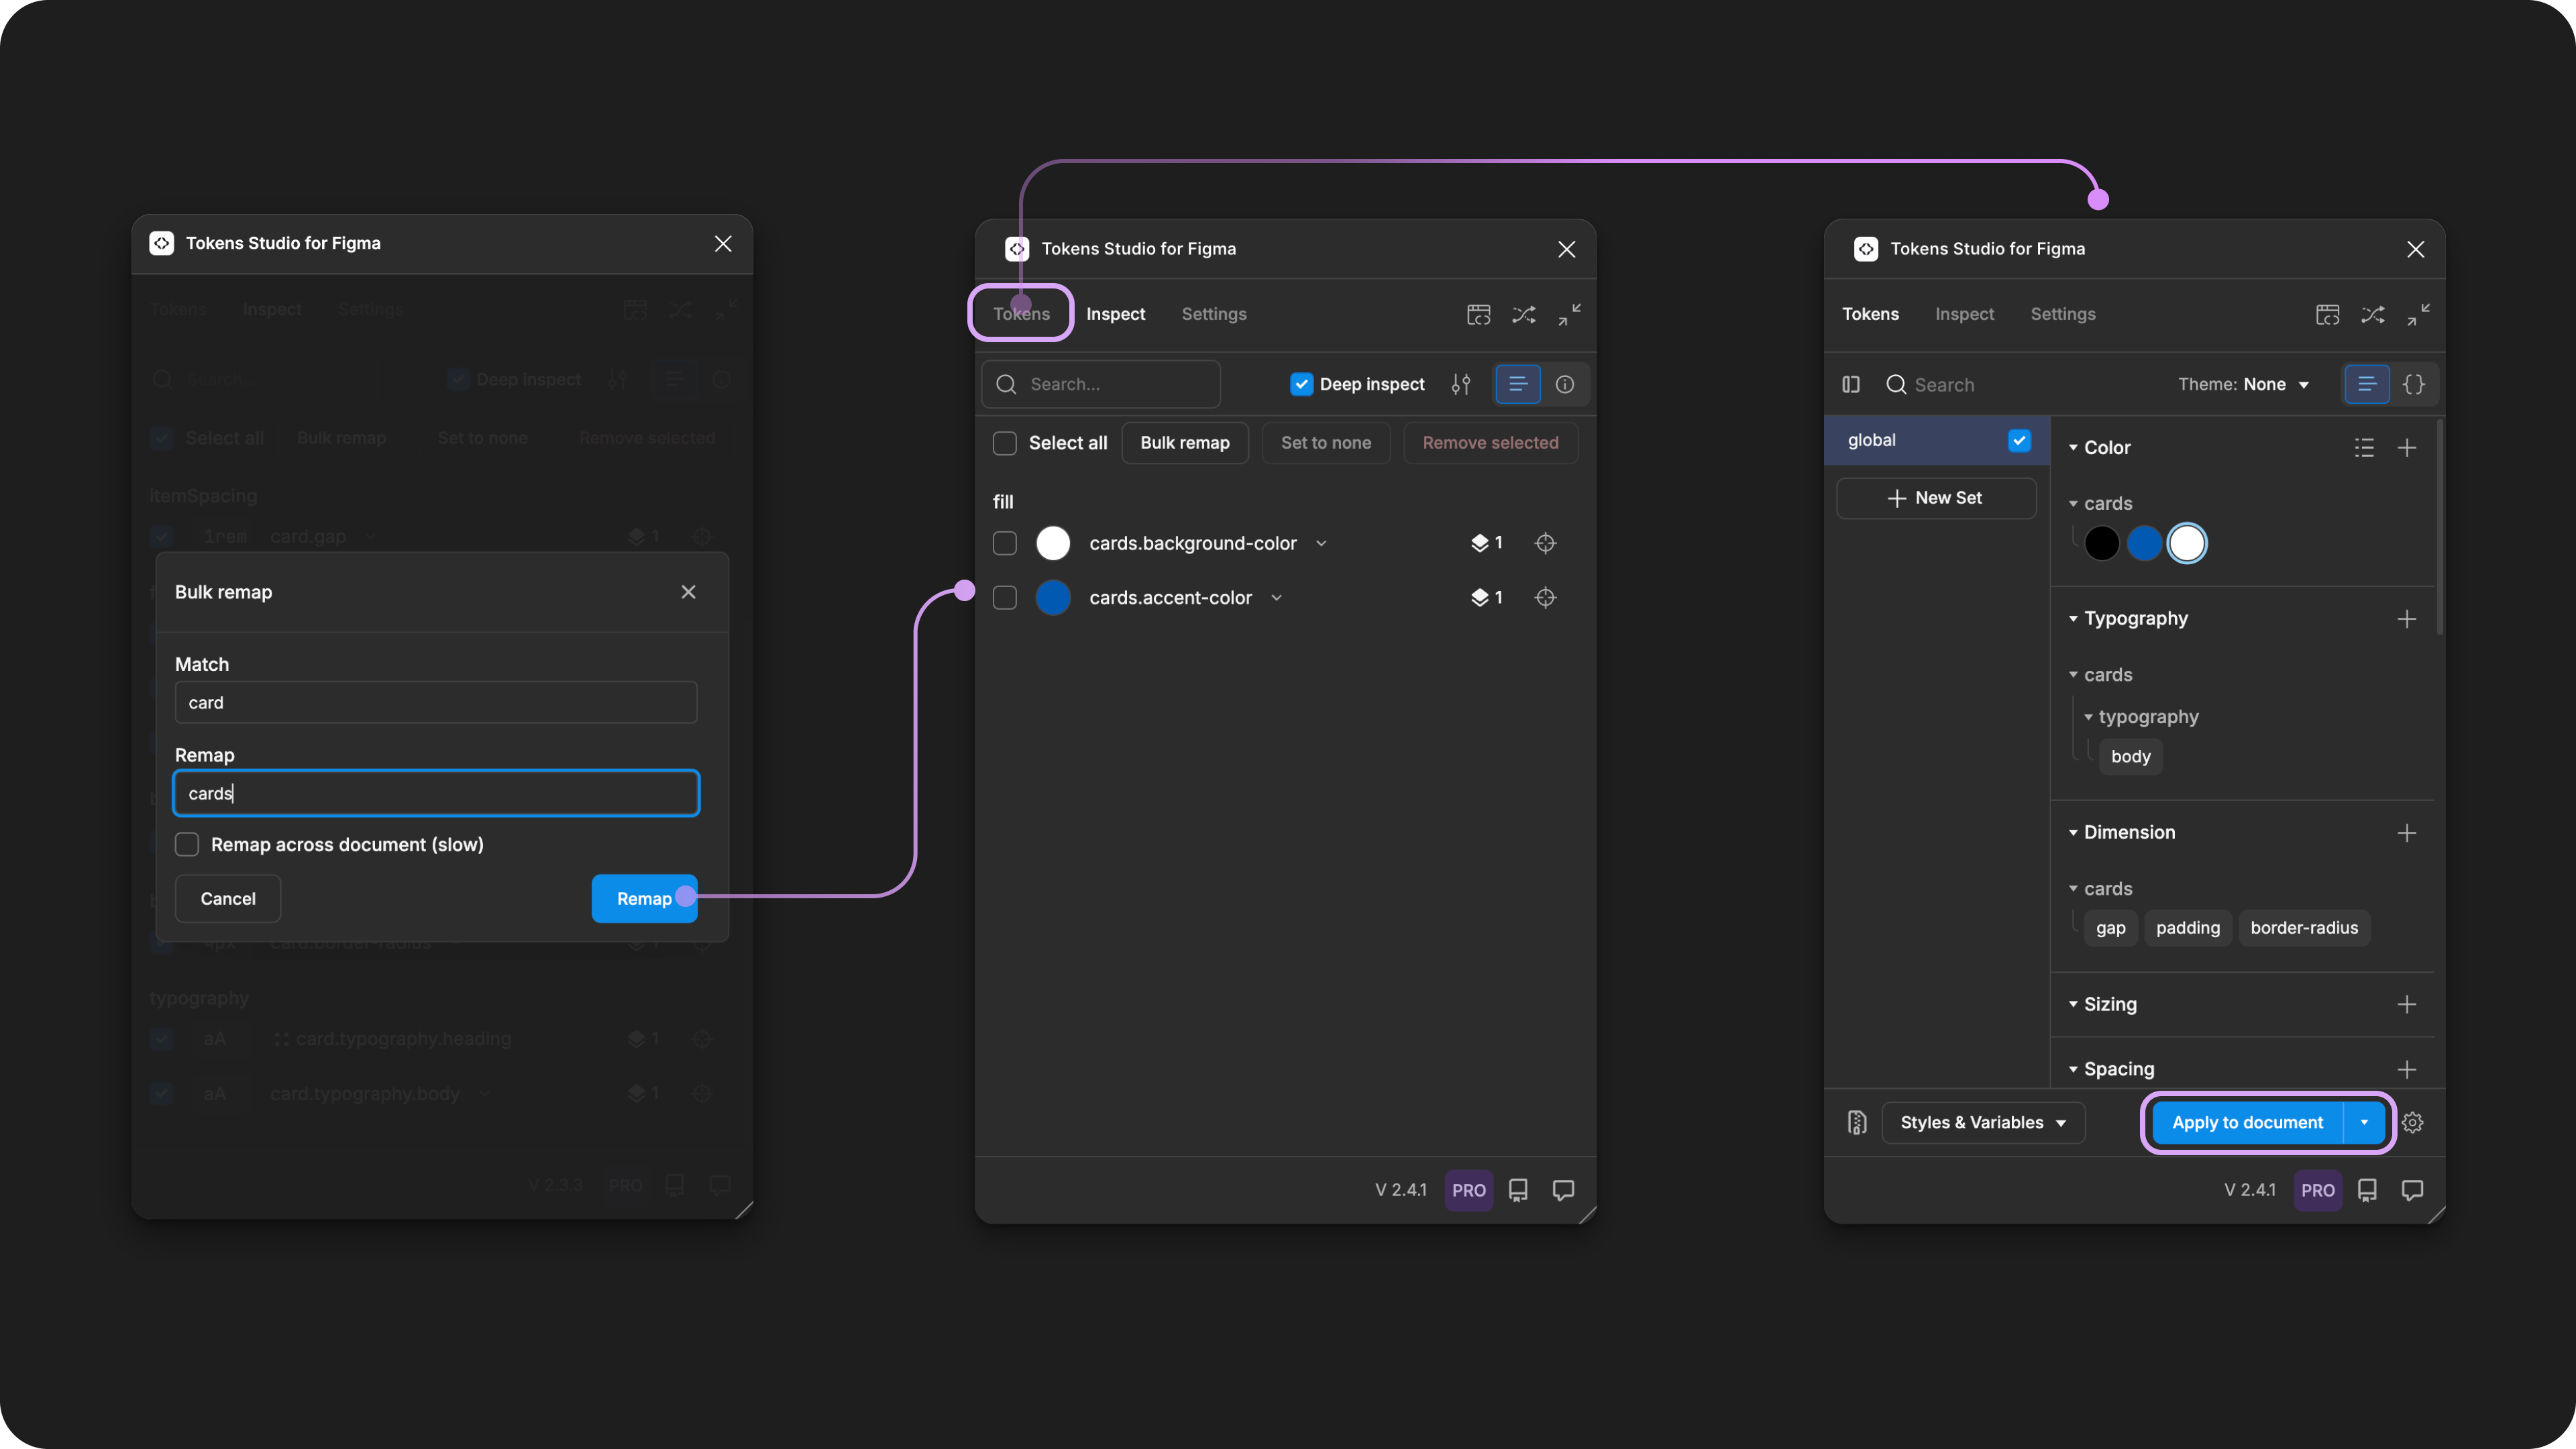 Tokens Studio for Figma
Tokens Inspect Settings
Search...
Deep inspect
Select all Bulk remap Set to none Remove selected
itemSpacing
1rem card.gap 1
Bulk remap
Match
card
Remap
cards
Remap across document (slow)
Cancel Remap
4px card.border-radius
typography
aA card.typography.heading 1
aA card.typography.body 1
V 2.3.3 PRO
Tokens Studio for Figma
Tokens Inspect Settings
Search...
Deep inspect
Select all Bulk remap Set to none Remove selected
fill
cards.background-color 1
cards.accent-color 1
V 2.4.1 PRO
Tokens Studio for Figma
Tokens Inspect Settings
Search
Theme: None
global
New Set
Color
cards
Typography
cards
typography
body
Dimension
cards
gap padding border-radius
Sizing
Spacing
Styles & Variables
Apply to document
V 2.4.1 PRO